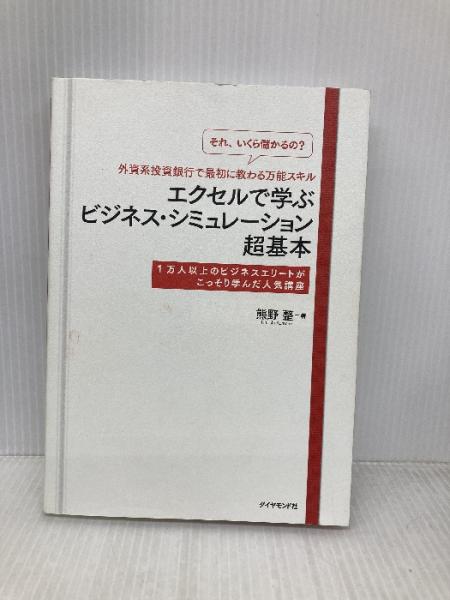 それ、いくら儲かるの？
外資系投資銀行で最初に教わる万能スキル
エクセルで学ぶ
ビジネス・シミュレーション
超基本
1万人以上のビジネスエリートが
こっそり学んだ人気講座
熊野 整 著
ダイヤモンド社